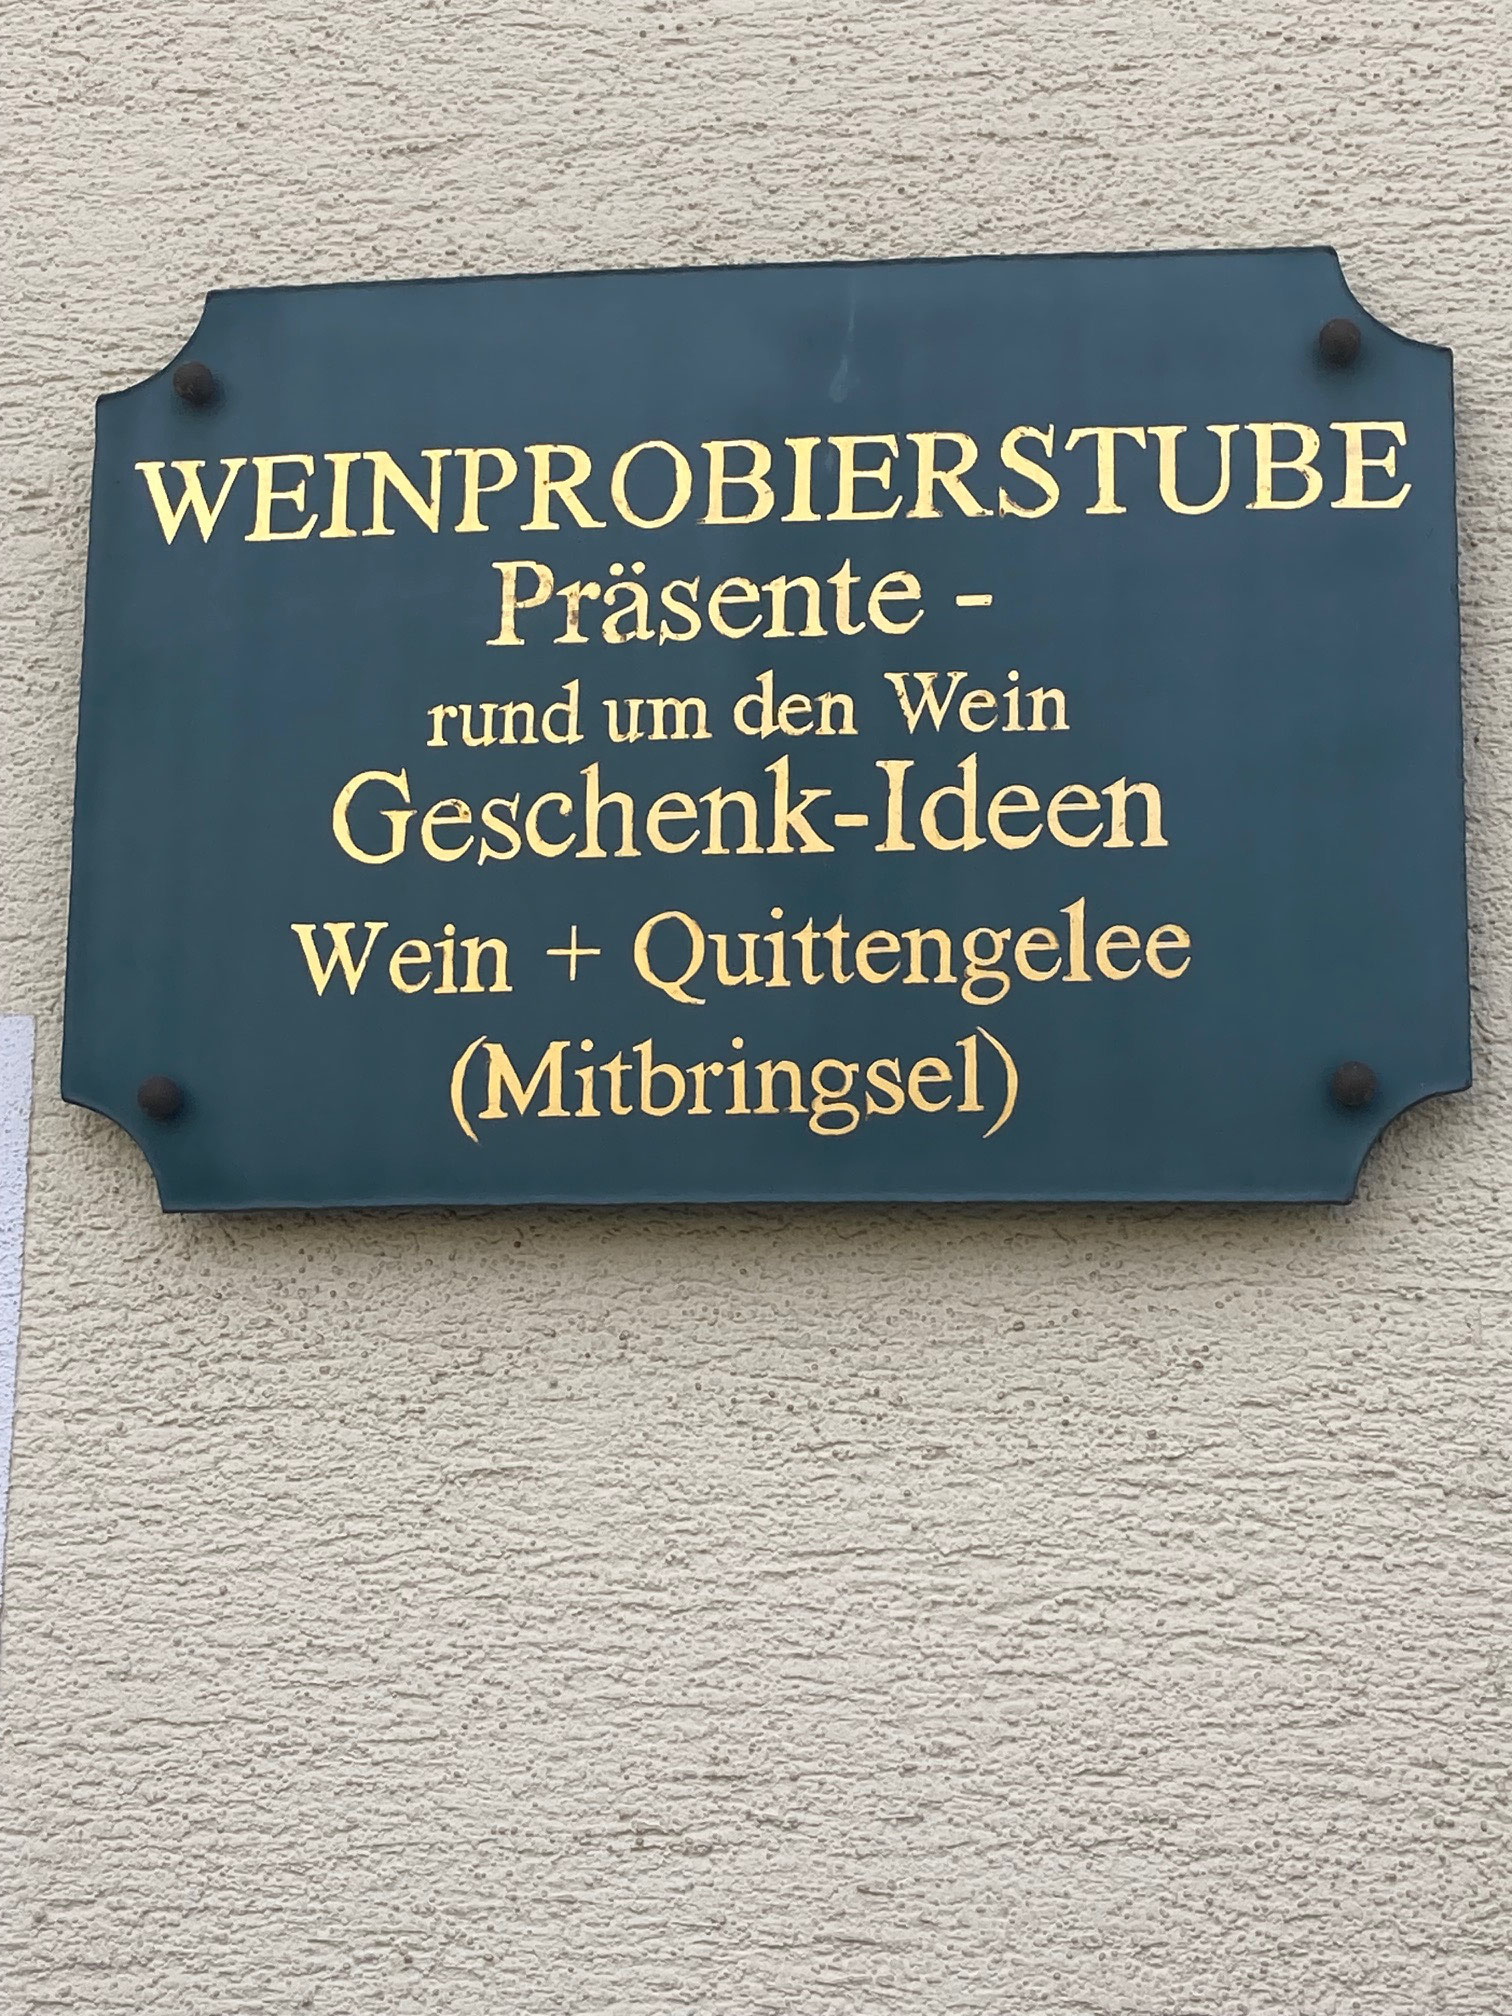 WEINPROBIERSTUBE
Präsente -
rund um den Wein
Geschenk-Ideen
Wein + Quittengelee
(Mitbringsel)